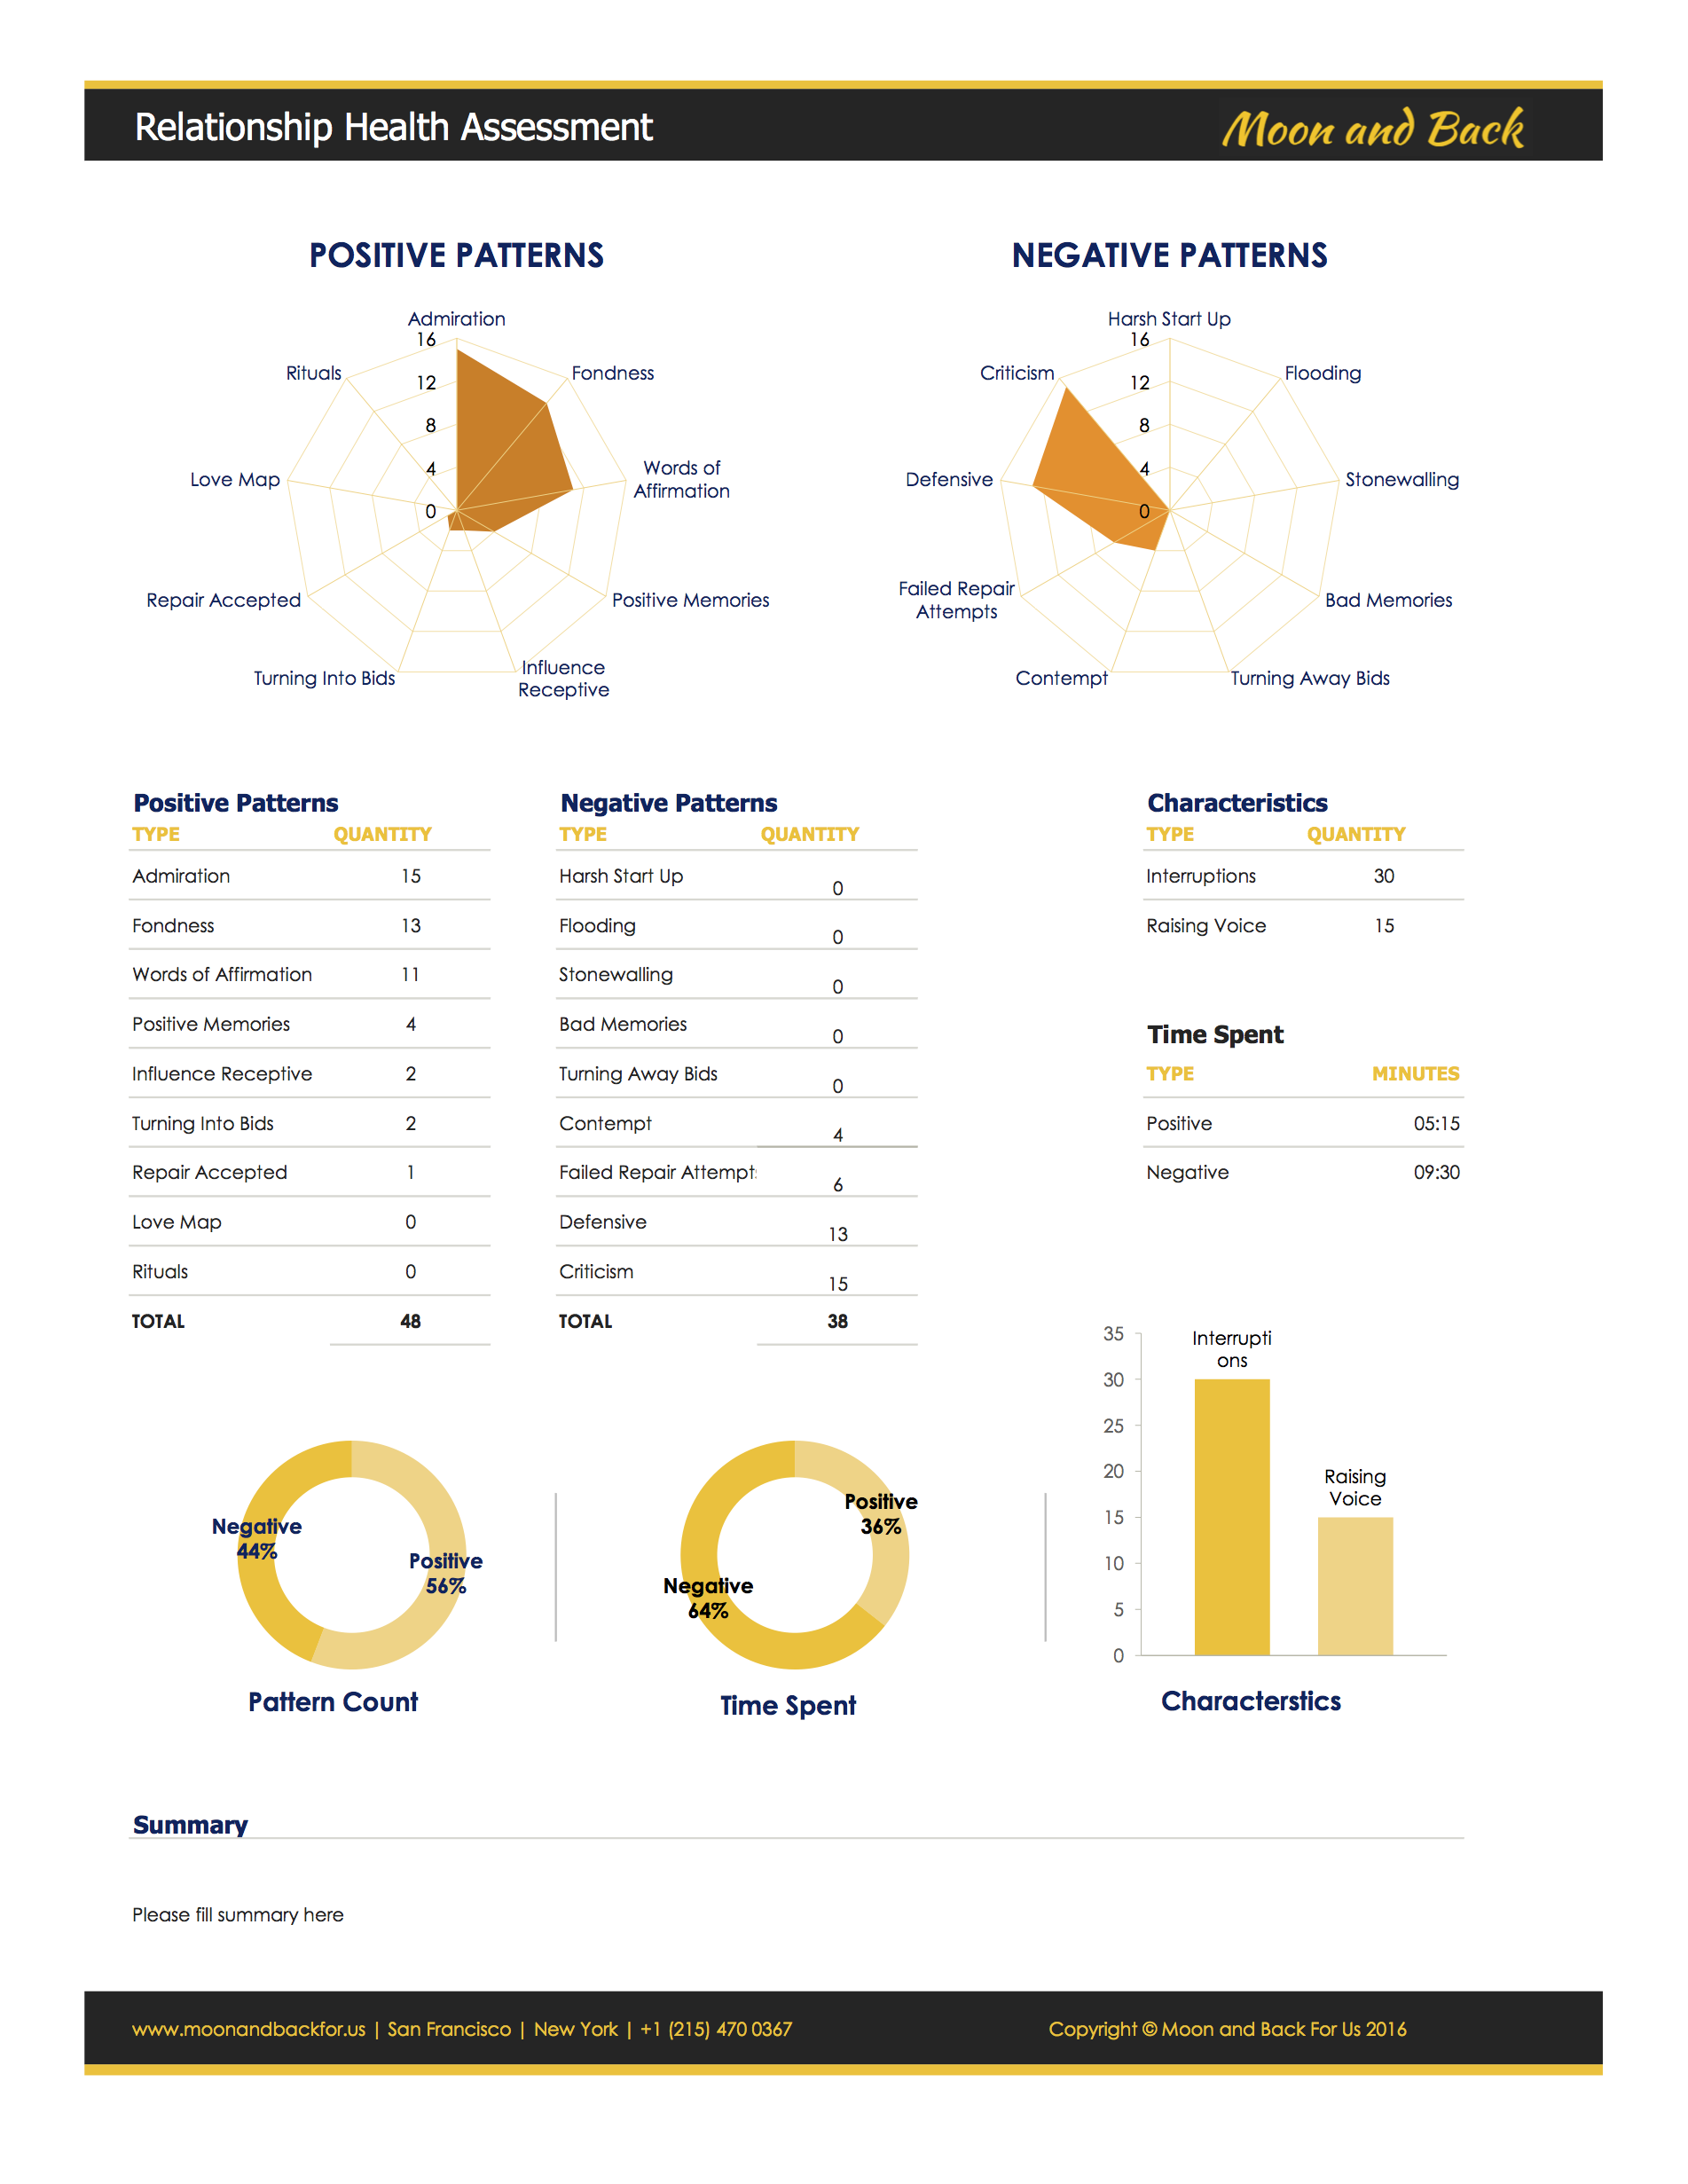 Relationship Health Assessment
Moon and Back
POSITIVE PATTERNS
Admiration
16
12
8
4
0
Fondness
Words of
Affirmation
Positive Memories
Influence
Receptive
Turning Into Bids
Repair Accepted
Love Map
Rituals
NEGATIVE PATTERNS
Harsh Start Up
16
12
8
4
0
Flooding
Stonewalling
Bad Memories
Turning Away Bids
Contempt
Failed Repair
Attempts
Defensive
Criticism
Positive Patterns
TYPE QUANTITY
Admiration 15
Fondness 13
Words of Affirmation 11
Positive Memories 4
Influence Receptive 2
Turning Into Bids 2
Repair Accepted 1
Love Map 0
Rituals 0
TOTAL 48
Negative Patterns
TYPE QUANTITY
Harsh Start Up 0
Flooding 0
Stonewalling 0
Bad Memories 0
Turning Away Bids 0
Contempt 4
Failed Repair Attempt 6
Defensive 13
Criticism 15
TOTAL 38
Characteristics
TYPE QUANTITY
Interruptions 30
Raising Voice 15
Time Spent
TYPE MINUTES
Positive 05:15
Negative 09:30
Negative
44%
Positive
56%
Pattern Count
Positive
36%
Negative
64%
Time Spent
35
30
25
20
15
10
5
0
Interrupti
ons
Raising
Voice
Characterstics
Summary
Please fill summary here
www.moonandbackfor.us | San Francisco | New York | +1 (215) 470 0367
Copyright © Moon and Back For Us 2016